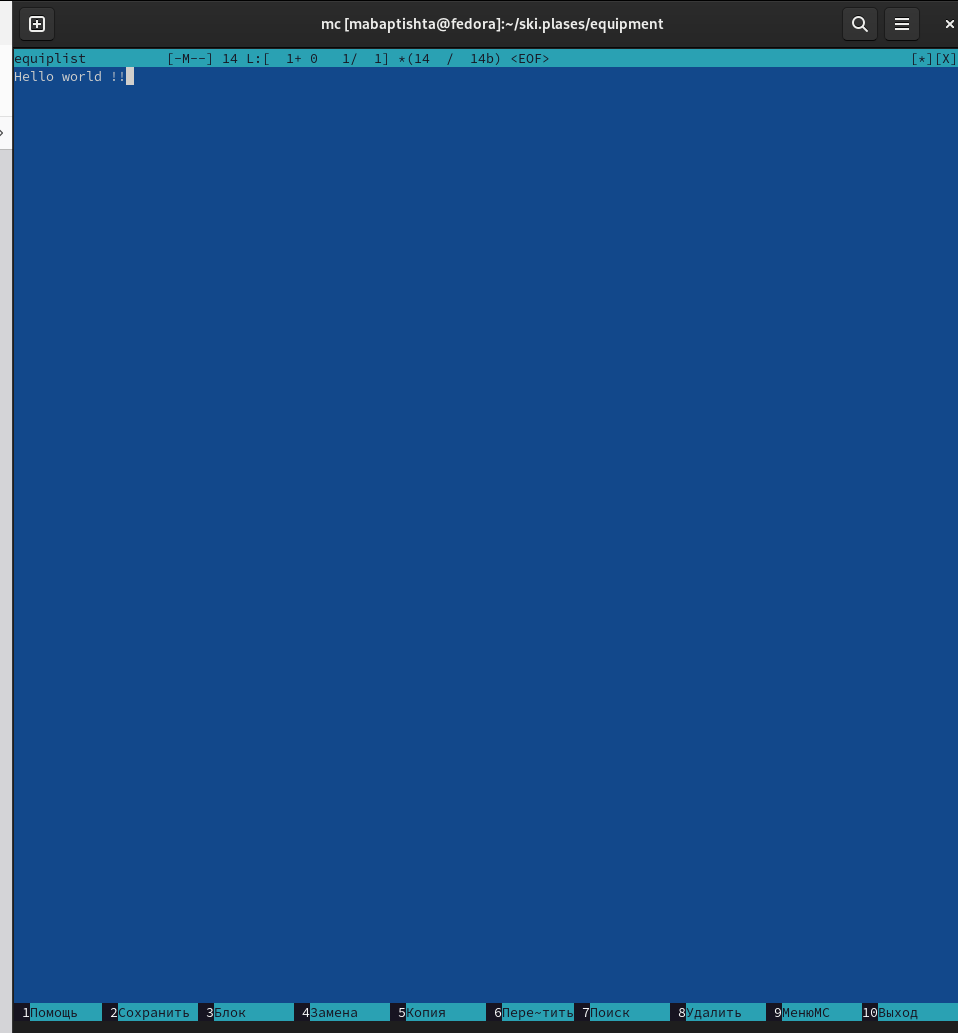 mc [mabaptishta@fedora]:~/ski.plases/equipment
equiplist [-M--] 14 L:[ 1+ 0 1/ 1] *(14 / 14b) <EOF> [*][X]
Hello world !!
1Помощь 2Сохранить 3Блок 4Замена 5Копия 6Пере~тить 7Поиск 8Удалить 9МенюМС 10Выход